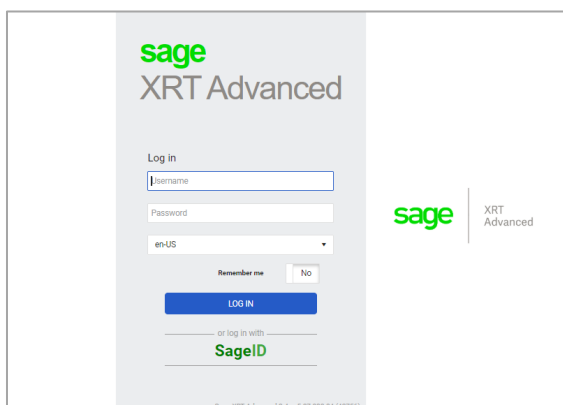 sage
XRT Advanced
Log in
Username
Password
en-US
Remember me No
LOG IN
or log in with
SageID
sage
XRT
Advanced